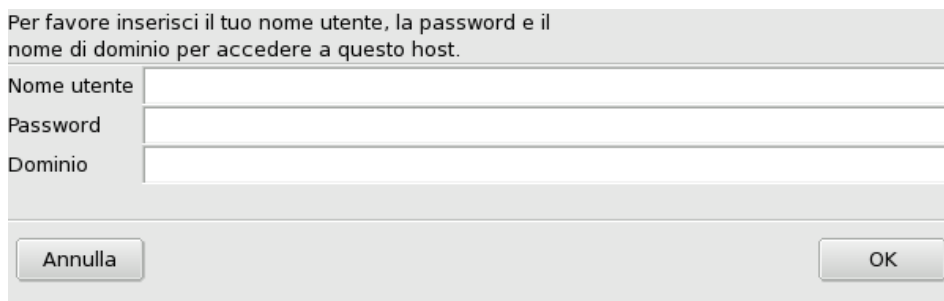 Per favore inserisci il tuo nome utente, la password e il
nome di dominio per accedere a questo host.
Nome utente
Password
Dominio
Annulla
OK